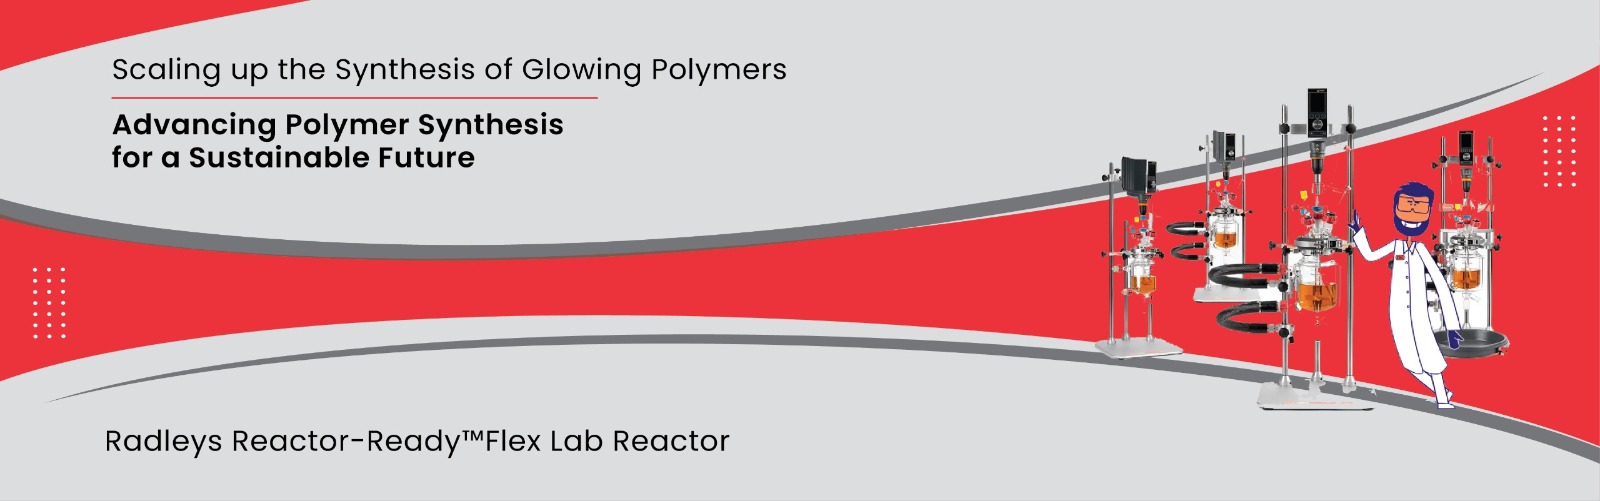 Scaling up the Synthesis of Glowing Polymers
Advancing Polymer Synthesis
for a Sustainable Future
Radleys Reactor-Ready™Flex Lab Reactor